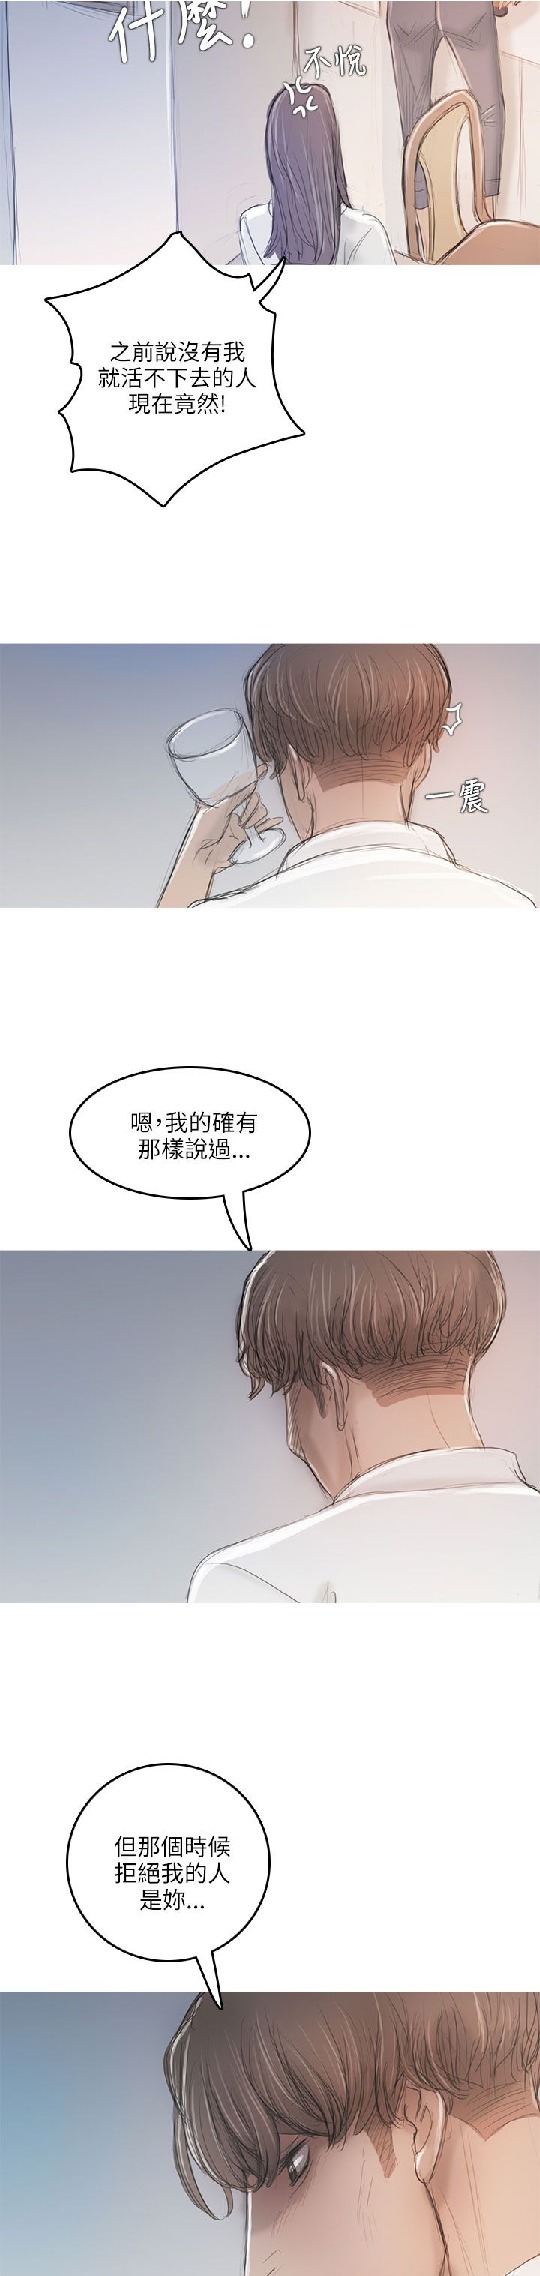 什麼!
不悅
之前說沒有我
就活不下去的人
現在竟然!
一震
嗯,我的確有
那樣說過...
但那個時候
拒絕我的人
是妳...